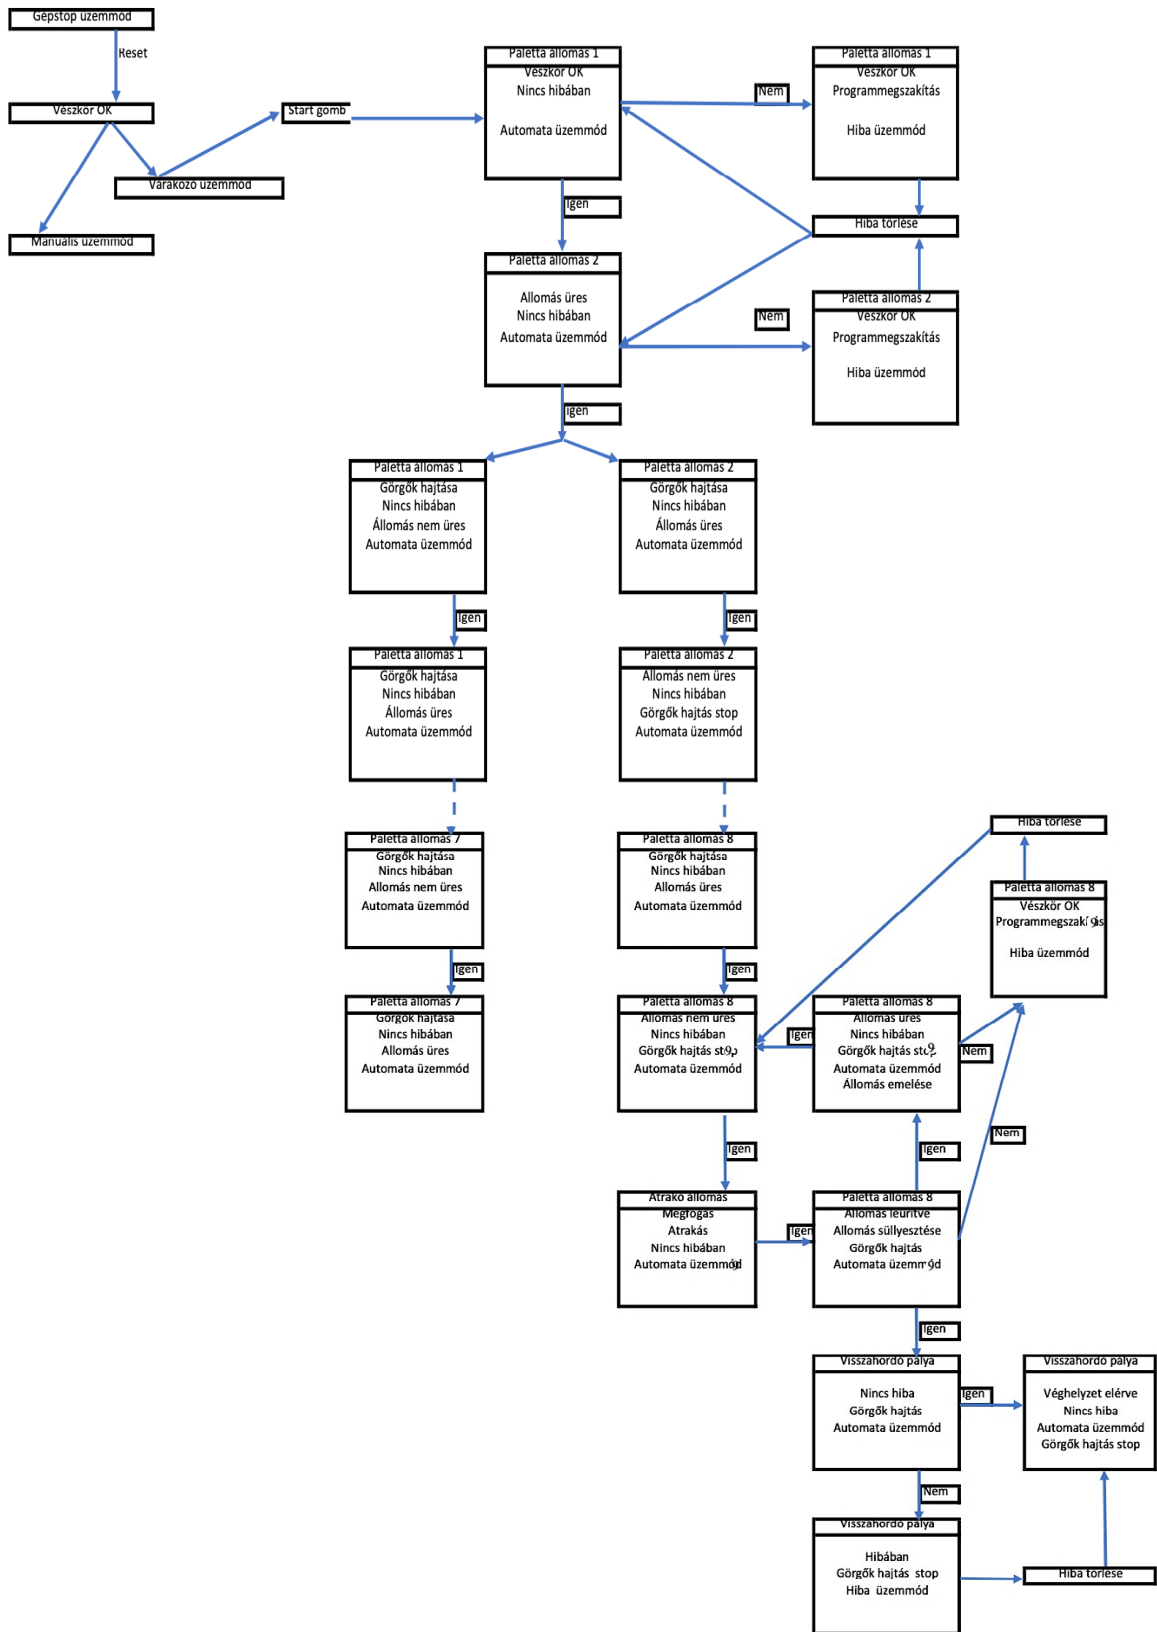 Gépstop üzemmód
Reset
Vészkör OK
Várakozó üzemmód
Manuális üzemmód
Start gomb
Paletta állomás 1
Vészkör OK
Nincs hibában
Automata üzemmód
Nem
Paletta állomás 1
Vészkör OK
Programmegszakítás
Hiba üzemmód
Igen
Hiba törlése
Paletta állomás 2
Állomás üres
Nincs hibában
Automata üzemmód
Nem
Paletta állomás 2
Vészkör OK
Programmegszakítás
Hiba üzemmód
Igen
Paletta állomás 1
Görgők hajtása
Nincs hibában
Állomás nem üres
Automata üzemmód
Paletta állomás 2
Görgők hajtása
Nincs hibában
Állomás üres
Automata üzemmód
Igen
Igen
Paletta állomás 1
Görgők hajtása
Nincs hibában
Állomás üres
Automata üzemmód
Paletta állomás 2
Állomás nem üres
Nincs hibában
Görgők hajtás stop
Automata üzemmód
Paletta állomás 7
Görgők hajtása
Nincs hibában
Állomás nem üres
Automata üzemmód
Paletta állomás 8
Görgők hajtása
Nincs hibában
Állomás üres
Automata üzemmód
Hiba törlése
Paletta állomás 8
Vészkör OK
Programmegszakítás
Hiba üzemmód
Igen
Igen
Paletta állomás 7
Görgők hajtása
Nincs hibában
Állomás üres
Automata üzemmód
Paletta állomás 8
Állomás nem üres
Nincs hibában
Görgők hajtás stop
Automata üzemmód
Igen
Paletta állomás 8
Állomás üres
Nincs hibában
Görgők hajtás stop
Automata üzemmód
Állomás emelése
Nem
Nem
Igen
Igen
Átrakó állomás
Megfogás
Átrakás
Nincs hibában
Automata üzemmód
Igen
Paletta állomás 8
Állomás leürítve
Állomás süllyesztése
Görgők hajtás
Automata üzemmód
Igen
Visszahordó pálya
Nincs hiba
Görgők hajtás
Automata üzemmód
Igen
Visszahordó pálya
Véghelyzet elérve
Nincs hiba
Automata üzemmód
Görgők hajtás stop
Nem
Visszahordó pálya
Hibában
Görgők hajtás stop
Hiba üzemmód
Hiba törlése